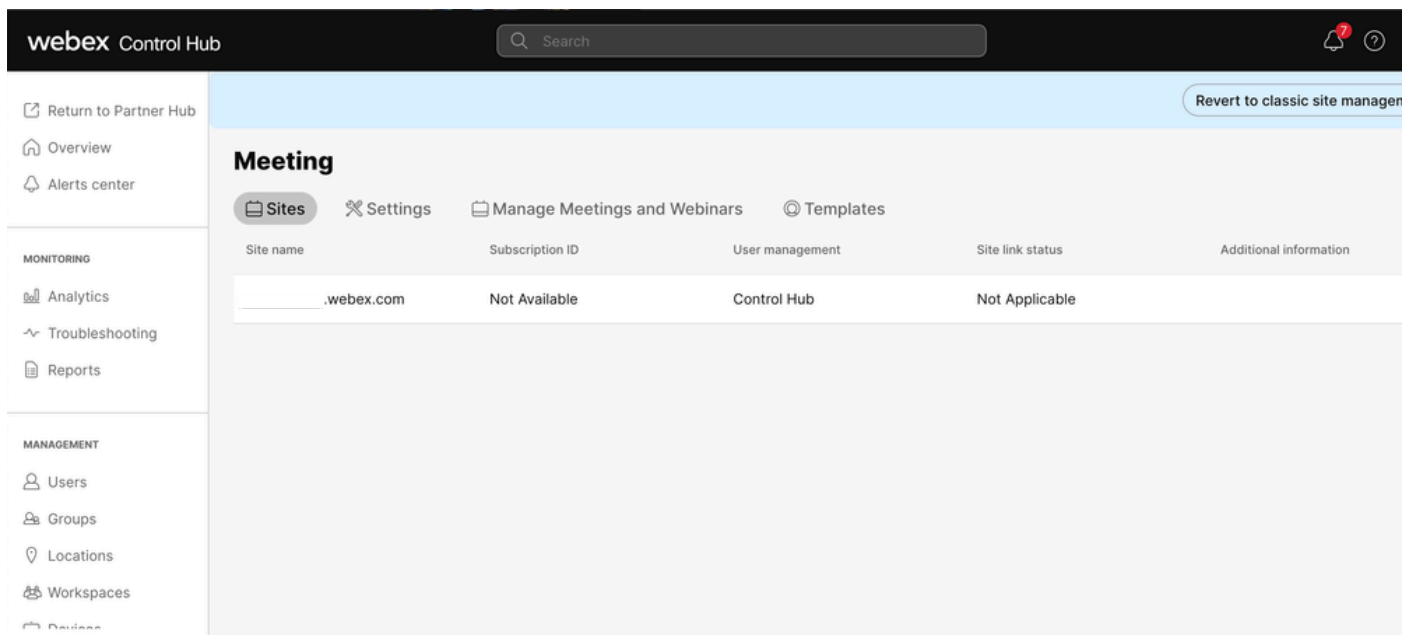 webex Control Hub
Search
7
Return to Partner Hub
Overview
Alerts center
MONITORING
Analytics
Troubleshooting
Reports
MANAGEMENT
Users
Groups
Locations
Workspaces
Devices
Revert to classic site managem
Meeting
Sites Settings Manage Meetings and Webinars Templates
Site name Subscription ID User management Site link status Additional information
.webex.com Not Available Control Hub Not Applicable